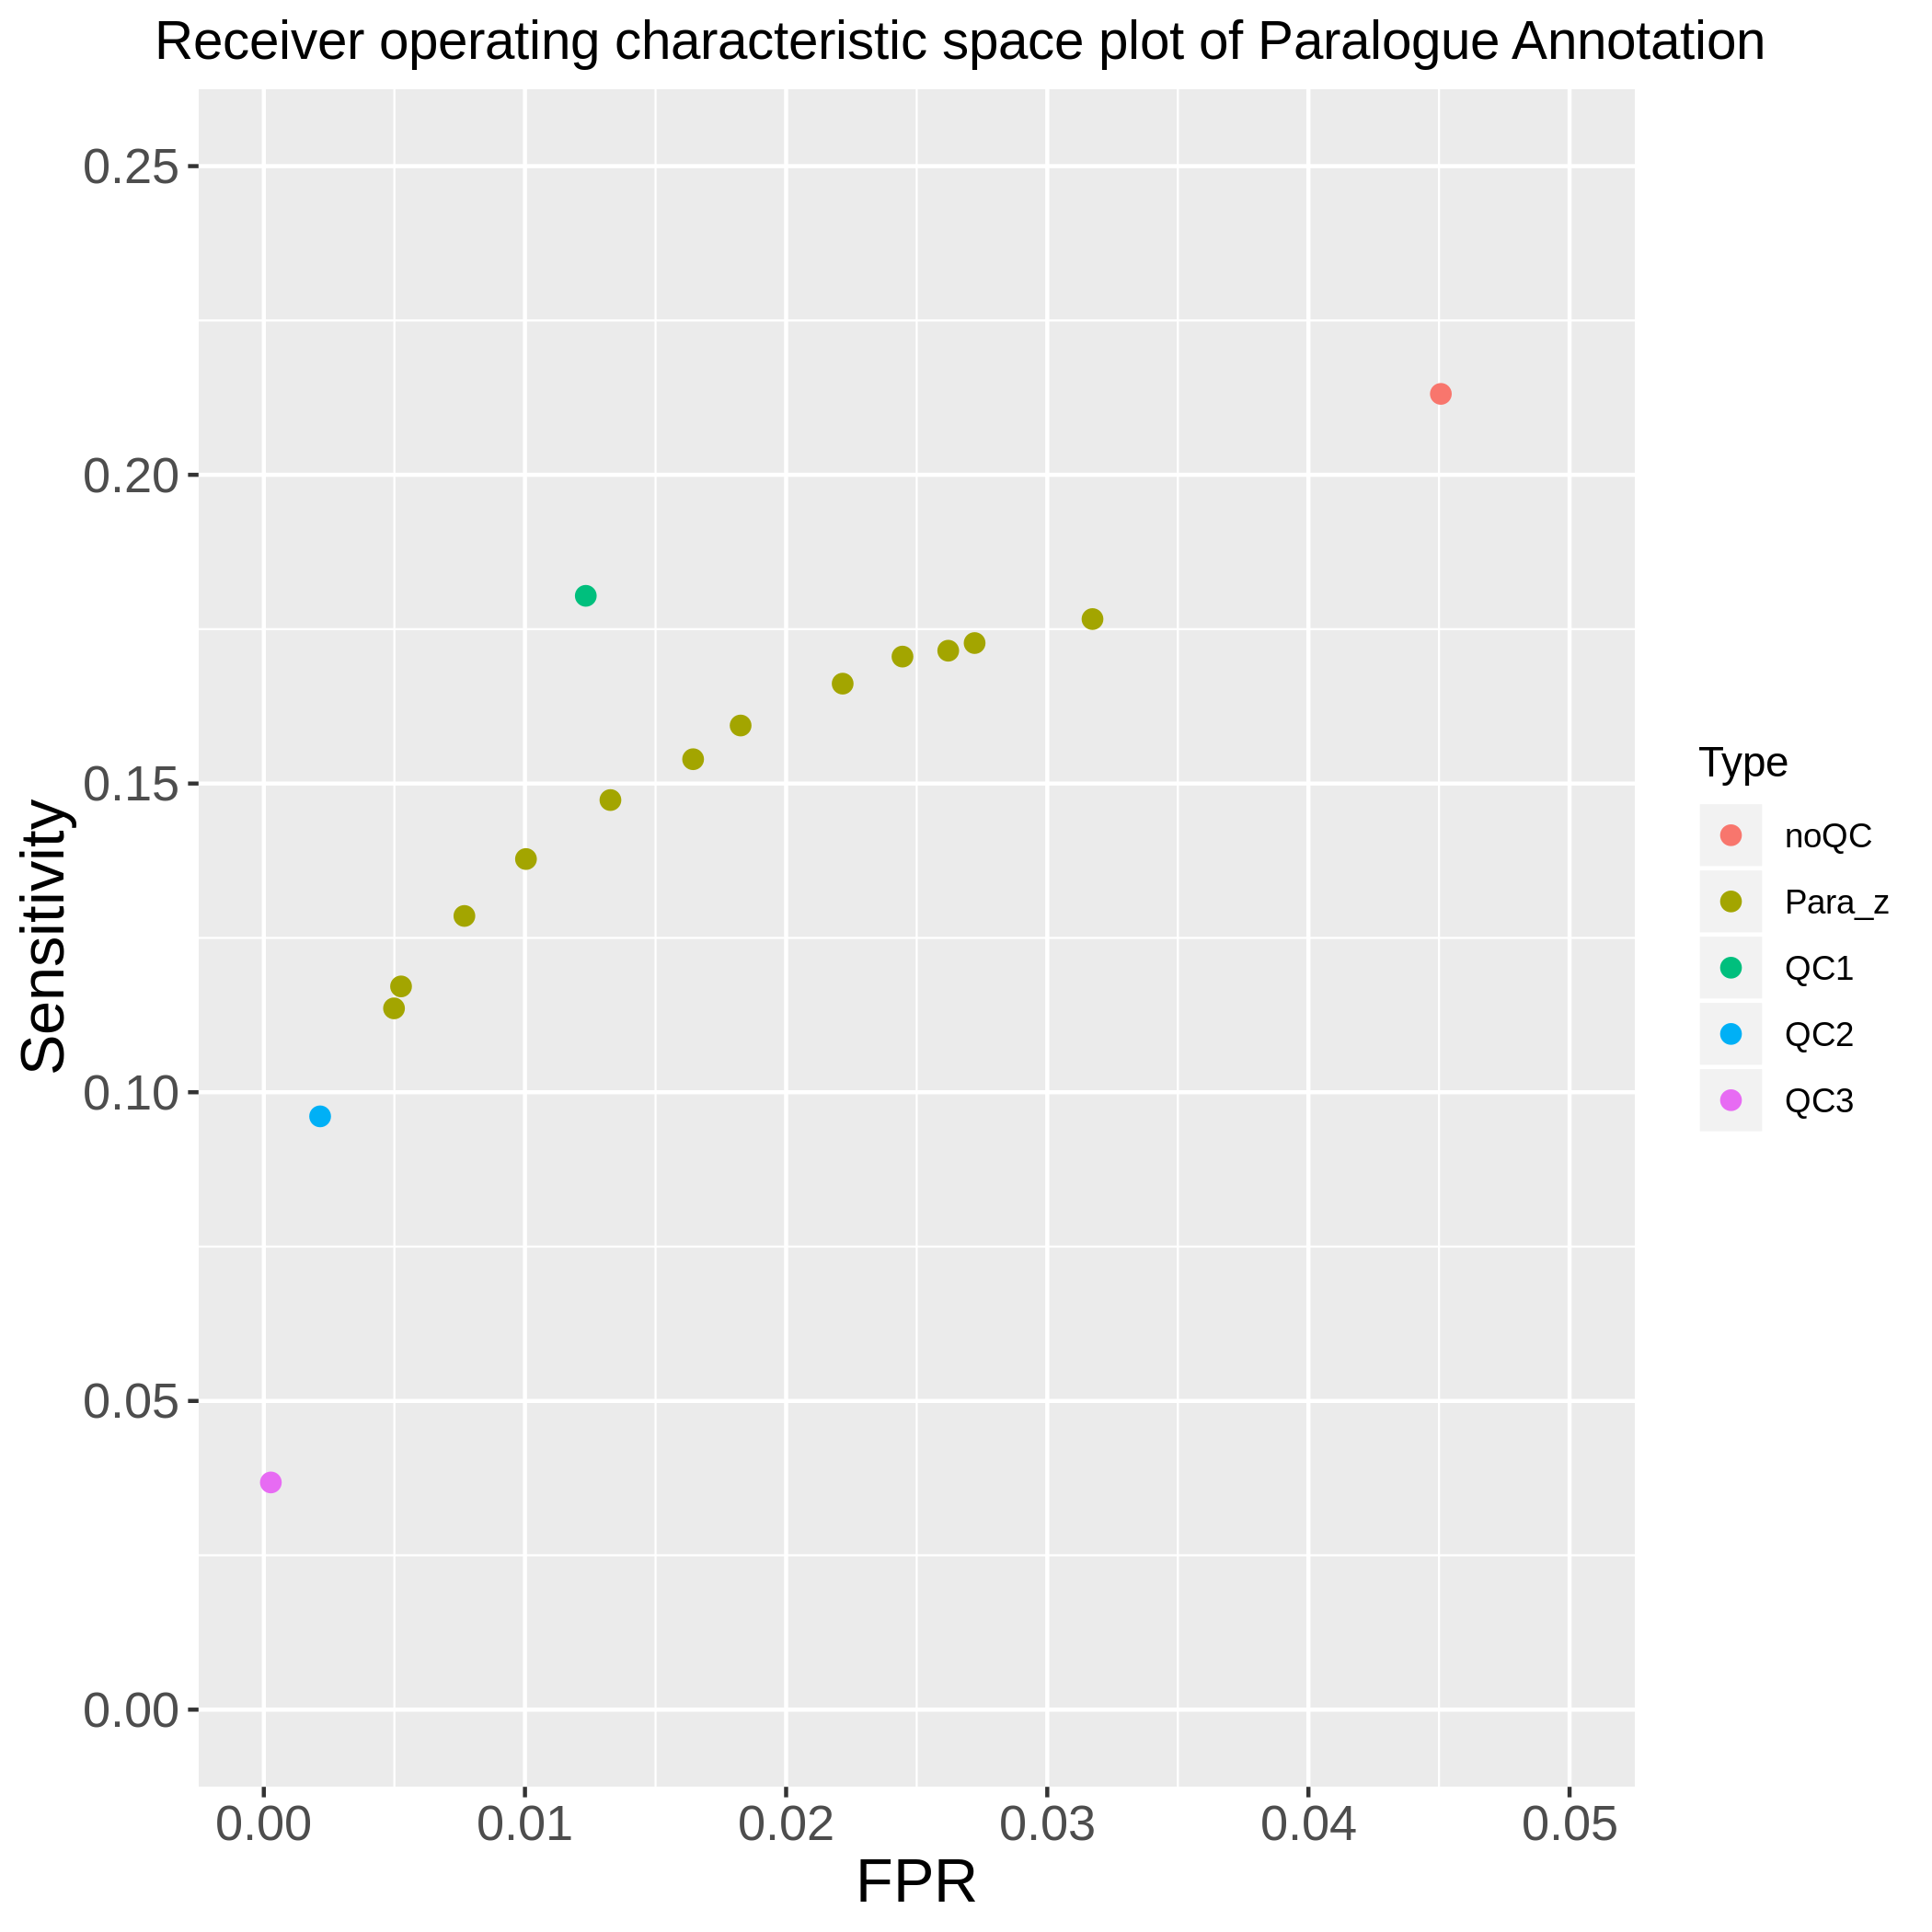 Receiver operating characteristic space plot of Paralogue Annotation
0.25
0.20
0.15
0.10
0.05
0.00
Sensitivity
0.00 0.01 0.02 0.03 0.04 0.05
FPR
Type
noQC
Para_z
QC1
QC2
QC3